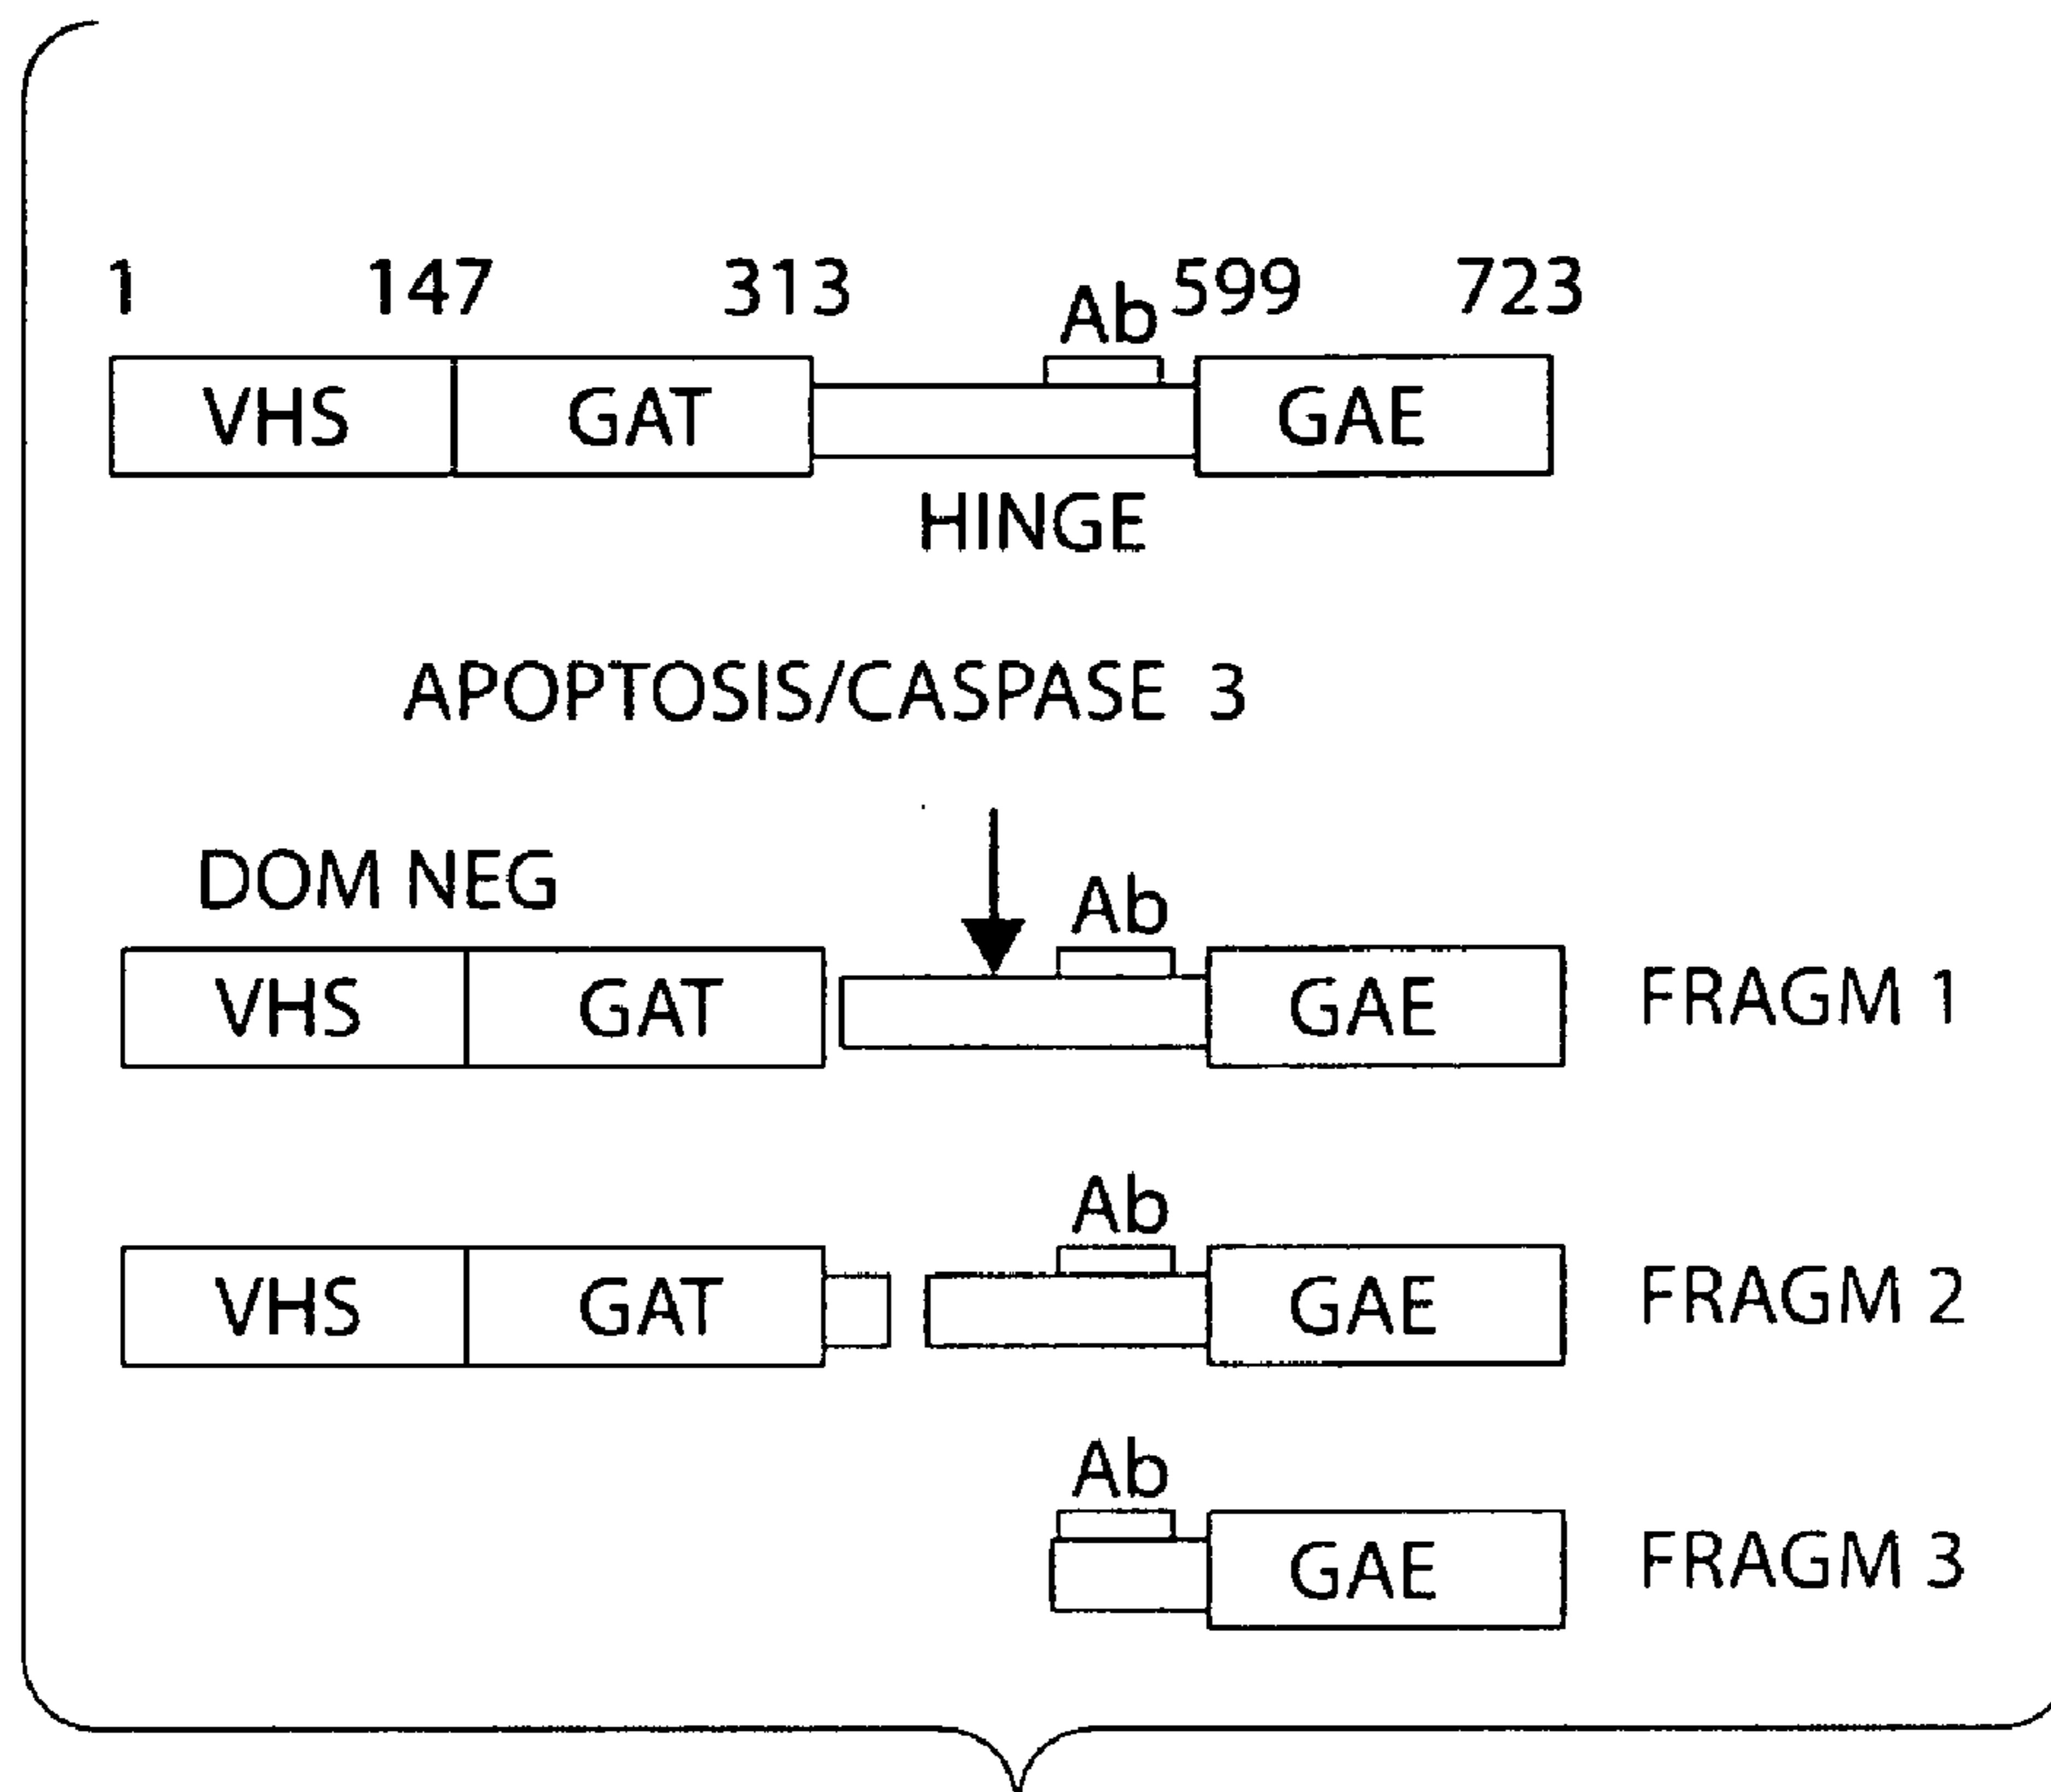 1 147 313 Ab 599 723
VHS GAT GAE
HINGE
APOPTOSIS/CASPASE 3
DOM NEG Ab
VHS GAT GAE FRAGM 1
Ab
VHS GAT GAE FRAGM 2
Ab
GAE FRAGM 3